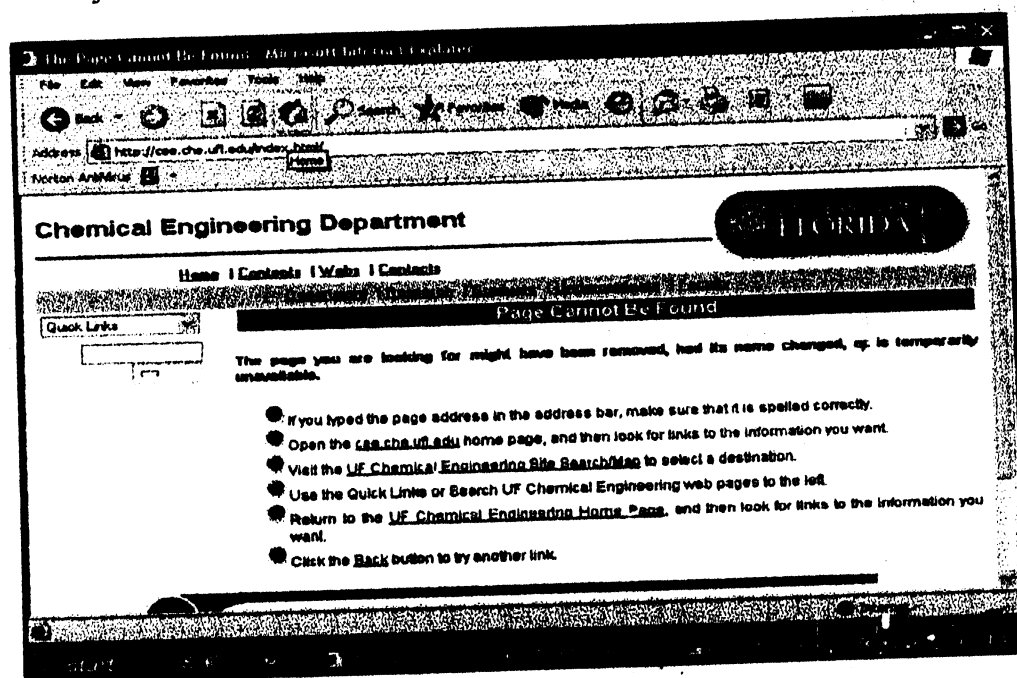 The Page Cannot Be Found - Microsoft Internet Explorer
File Edit View Favorites Tools Help
Back Search Favorites Media
Address http://cee.che.ufl.edu/index.html/
Home
Norton AntiVirus
Chemical Engineering Department
FLORIDA
Home | Contents | Webs | Contacts
Page Cannot Be Found
Quick Links
The page you are looking for might have been removed, had its name changed, or is temporarily
unavailable.
If you typed the page address in the address bar, make sure that it is spelled correctly.
Open the cee.che.ufl.edu home page, and then look for links to the information you want.
Visit the UF Chemical Engineering Site Search/Map to select a destination.
Use the Quick Links or Search UF Chemical Engineering web pages to the left.
Return to the UF Chemical Engineering Home Page, and then look for links to the information you
want.
Click the Back button to try another link.
start